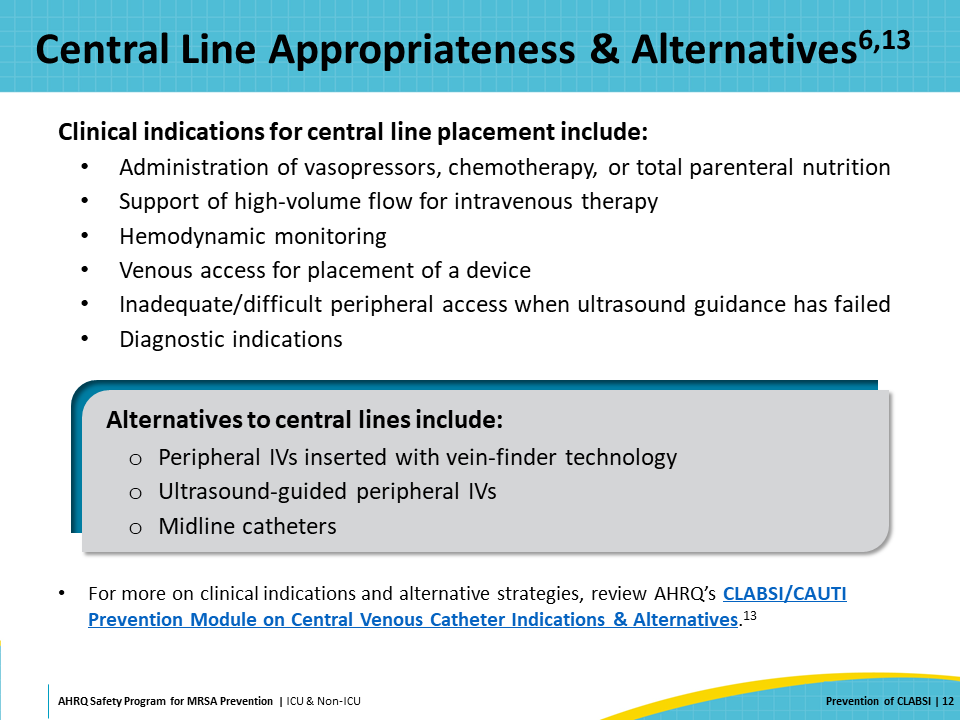 Central Line Appropriateness & Alternatives6,13
Clinical indications for central line placement include:
• Administration of vasopressors, chemotherapy, or total parenteral nutrition
• Support of high-volume flow for intravenous therapy
• Hemodynamic monitoring
• Venous access for placement of a device
• Inadequate/difficult peripheral access when ultrasound guidance has failed
• Diagnostic indications
Alternatives to central lines include:
o Peripheral IVs inserted with vein-finder technology
o Ultrasound-guided peripheral IVs
o Midline catheters
• For more on clinical indications and alternative strategies, review AHRQ’s CLABSI/CAUTI
Prevention Module on Central Venous Catheter Indications & Alternatives.13
AHRQ Safety Program for MRSA Prevention | ICU & Non-ICU
Prevention of CLABSI | 12